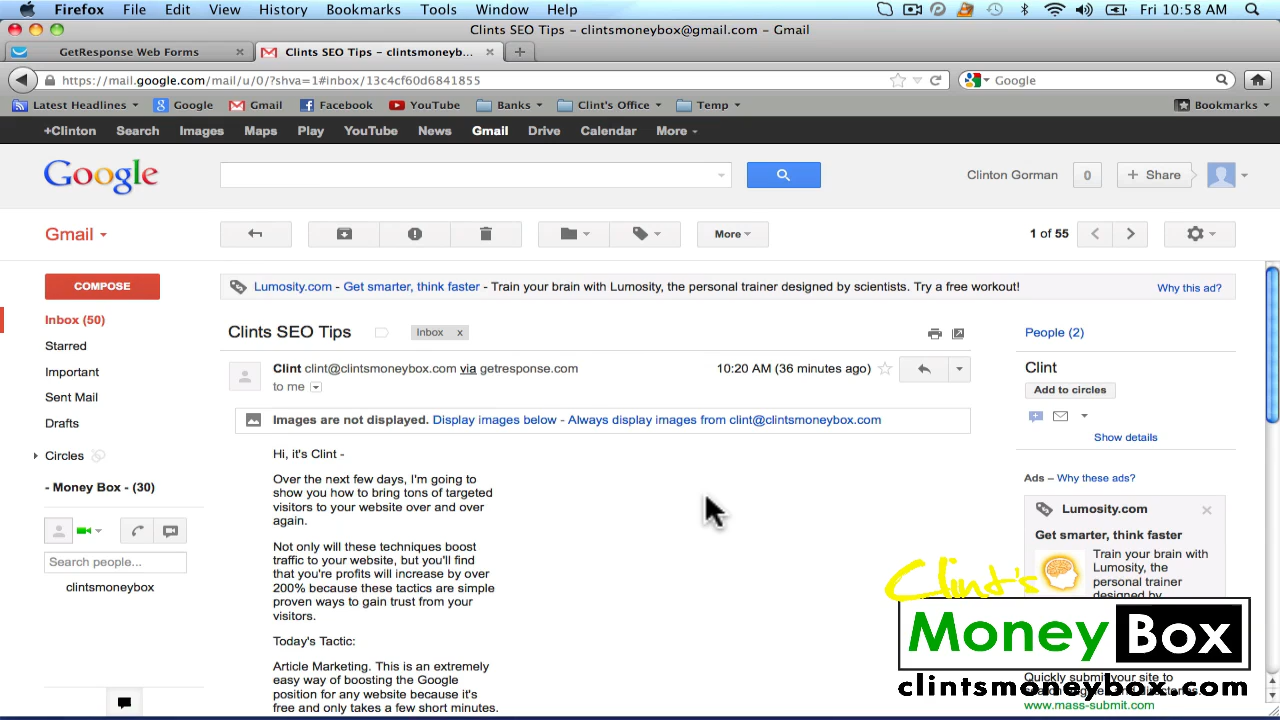 Firefox File Edit View History Bookmarks Tools Window Help Fri 10:58 AM
Clints SEO Tips – clintsmoneybox@gmail.com – Gmail
GetResponse Web Forms Clints SEO Tips – clintsmoneyb...
https://mail.google.com/mail/u/0/?shva=1#inbox/13c4cf60d6841855 Google
Latest Headlines Google Gmail Facebook YouTube Banks Clint's Office Temp Bookmarks
+Clinton Search Images Maps Play YouTube News Gmail Drive Calendar More
Google Clinton Gorman 0 + Share
Gmail More 1 of 55
COMPOSE
Lumosity.com - Get smarter, think faster - Train your brain with Lumosity, the personal trainer designed by scientists. Try a free workout! Why this ad?
Inbox (50)
Starred
Important
Sent Mail
Drafts
Circles
- Money Box - (30)
Search people...
clintsmoneybox
Clints SEO Tips Inbox x
Clint clint@clintsmoneybox.com via getresponse.com 10:20 AM (36 minutes ago)
to me
Images are not displayed. Display images below - Always display images from clint@clintsmoneybox.com
Hi, it's Clint -
Over the next few days, I'm going to
show you how to bring tons of targeted
visitors to your website over and over
again.
Not only will these techniques boost
traffic to your website, but you'll find
that you're profits will increase by over
200% because these tactics are simple
proven ways to gain trust from your
visitors.
Today's Tactic:
Article Marketing. This is an extremely
easy way of boosting the Google
position for any website because it's
free and only takes a few short minutes.
People (2)
Clint
Add to circles
Show details
Ads – Why these ads?
Lumosity.com
Get smarter, think faster
Train your brain with
Lumosity, the personal
trainer designed by
Clint's
Money Box
clintsmoneybox.com
Quickly submit your site to
www.mass-submit.com